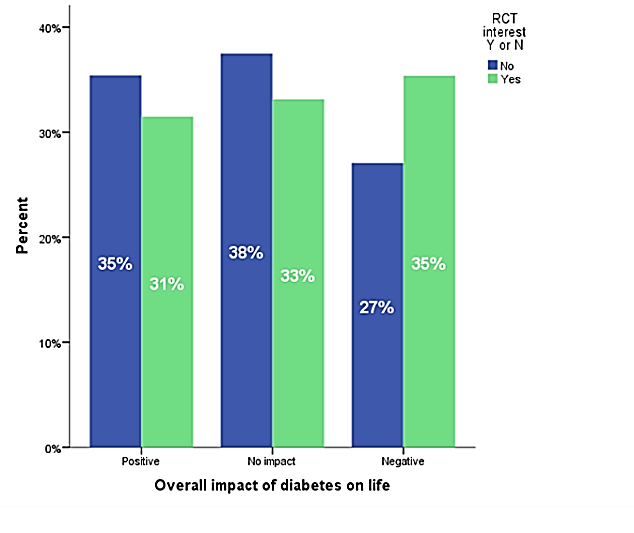 RCT
interest
Y or N
No
Yes
40%
30%
20%
10%
0%
Percent
35%
31%
38%
33%
27%
35%
Positive
No impact
Negative
Overall impact of diabetes on life